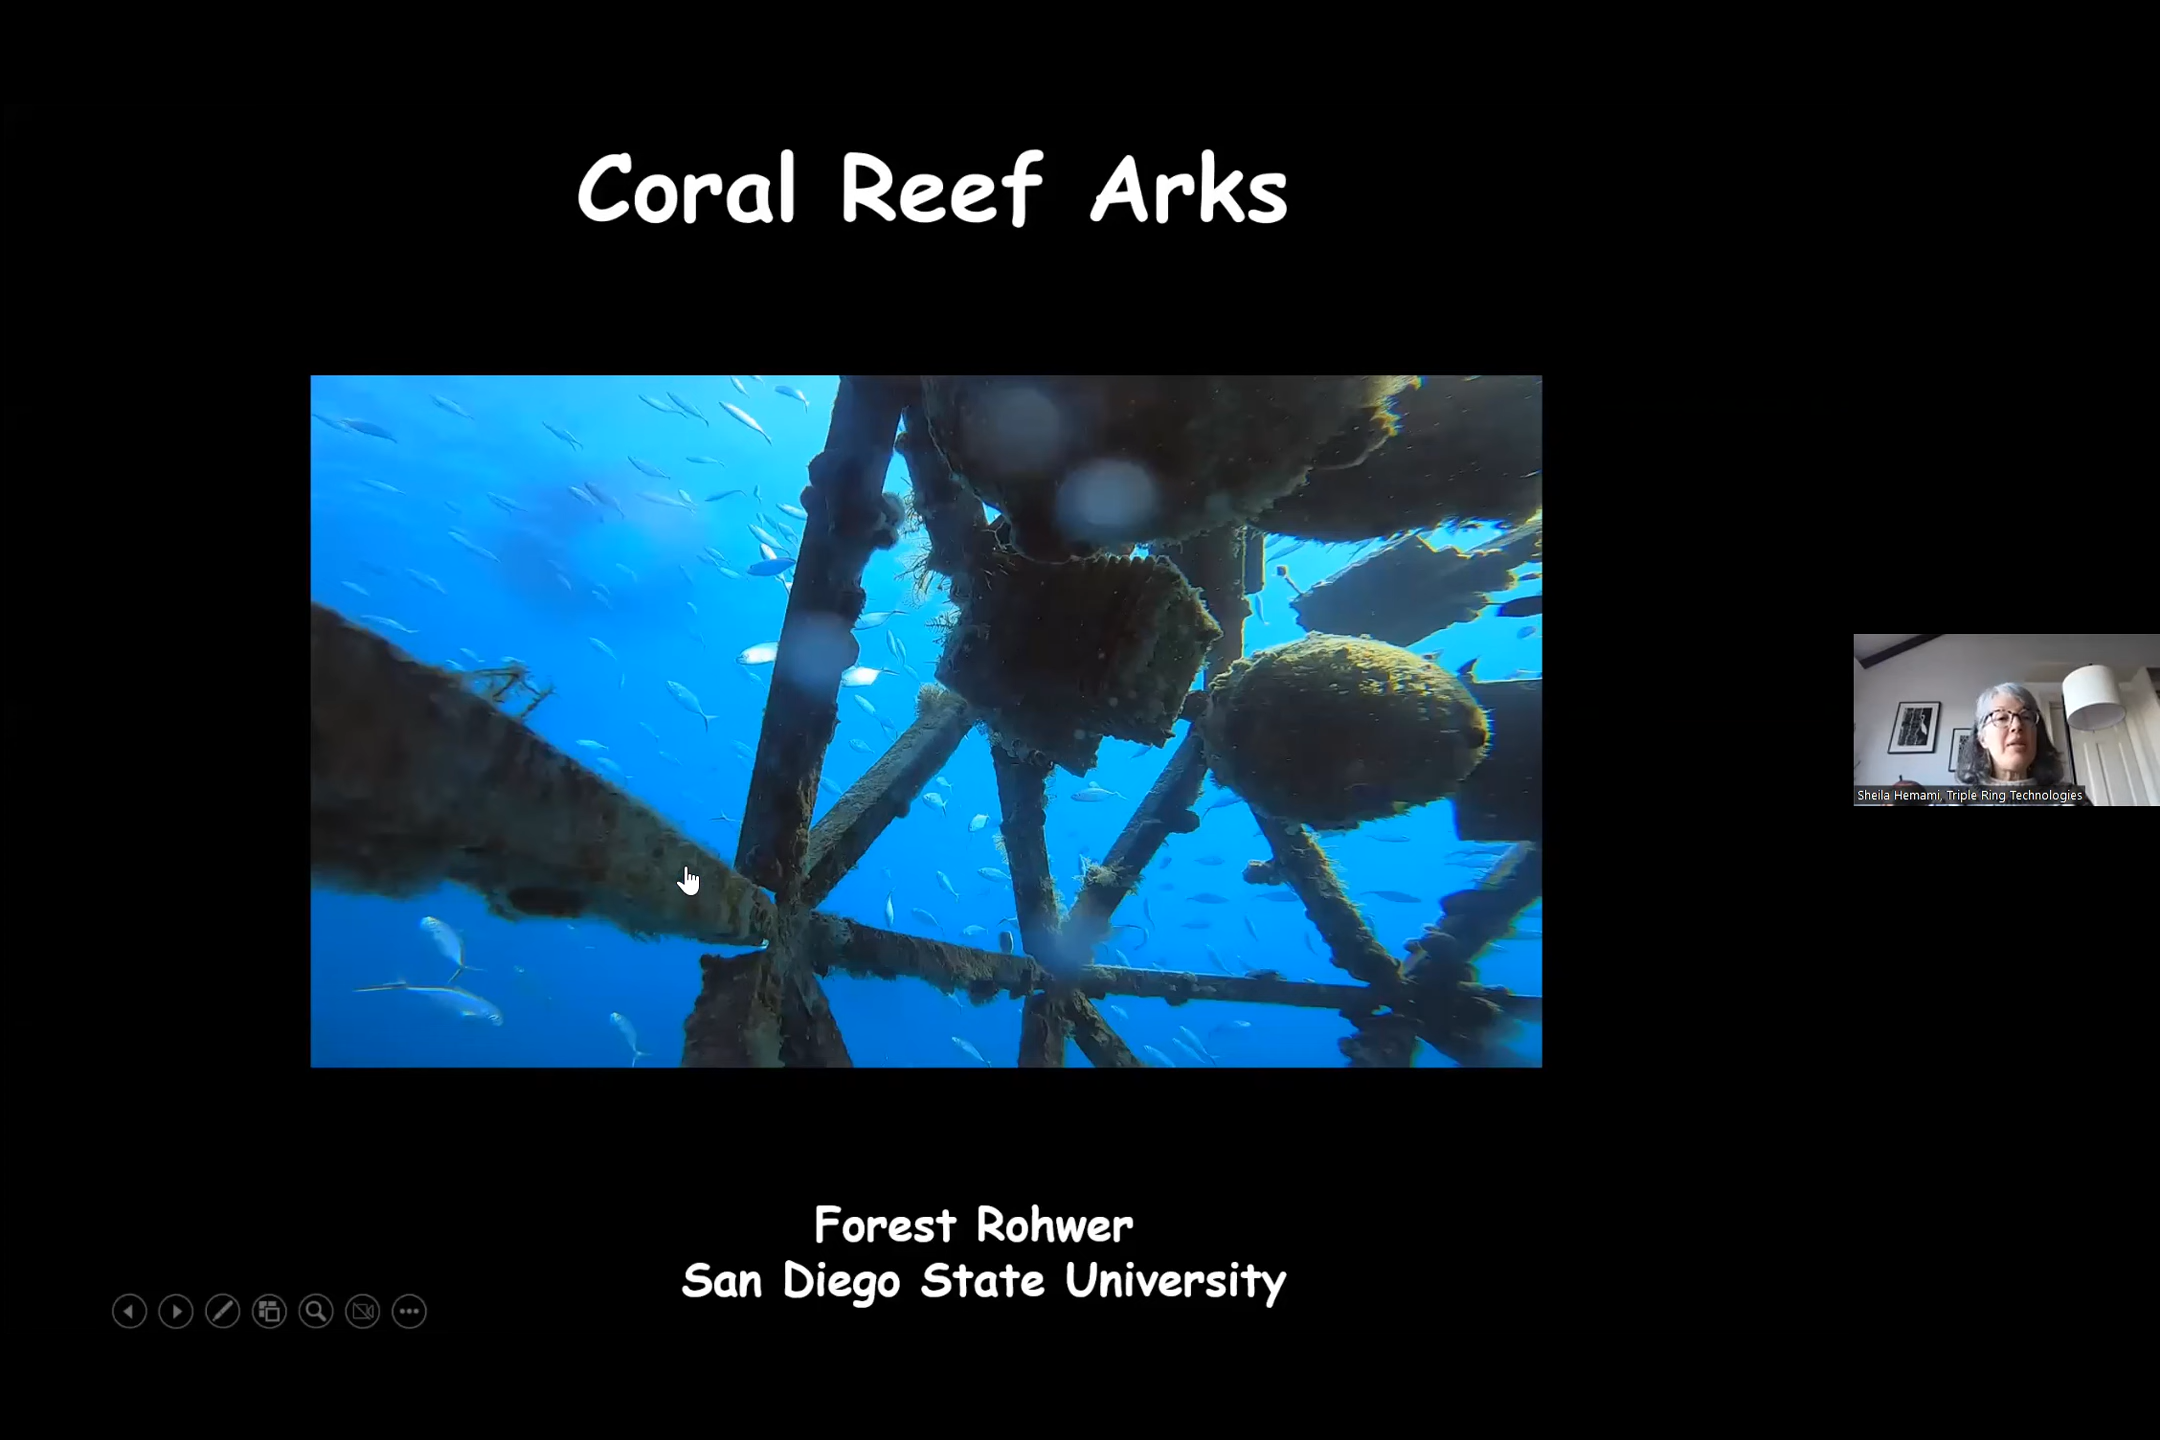 Coral Reef Arks
Sheila Hemami, Triple Ring Technologies
Forest Rohwer
San Diego State University